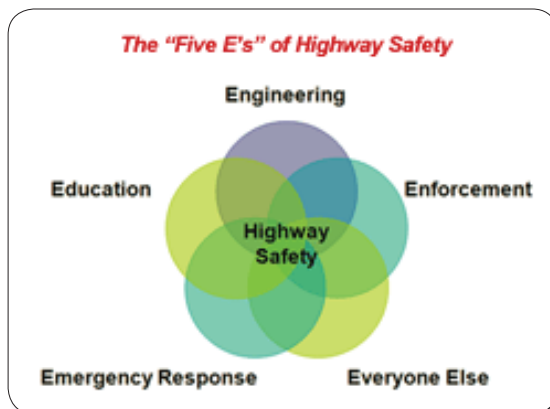 The “Five E's” of Highway Safety
Engineering
Education
Enforcement
Highway
Safety
Emergency Response
Everyone Else